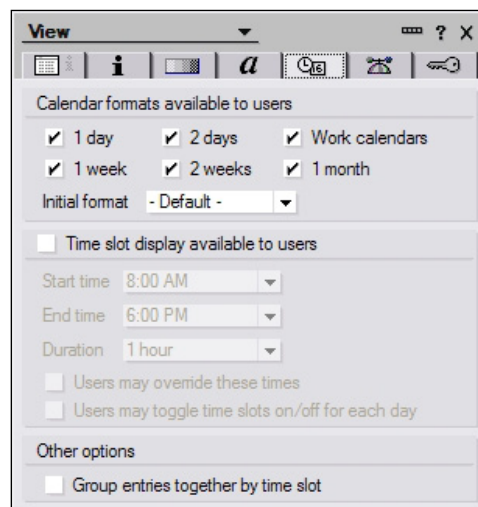 View
? X
i i a 16
Calendar formats available to users
1 day 2 days Work calendars
1 week 2 weeks 1 month
Initial format - Default -
Time slot display available to users
Start time 8:00 AM
End time 6:00 PM
Duration 1 hour
Users may override these times
Users may toggle time slots on/off for each day
Other options
Group entries together by time slot